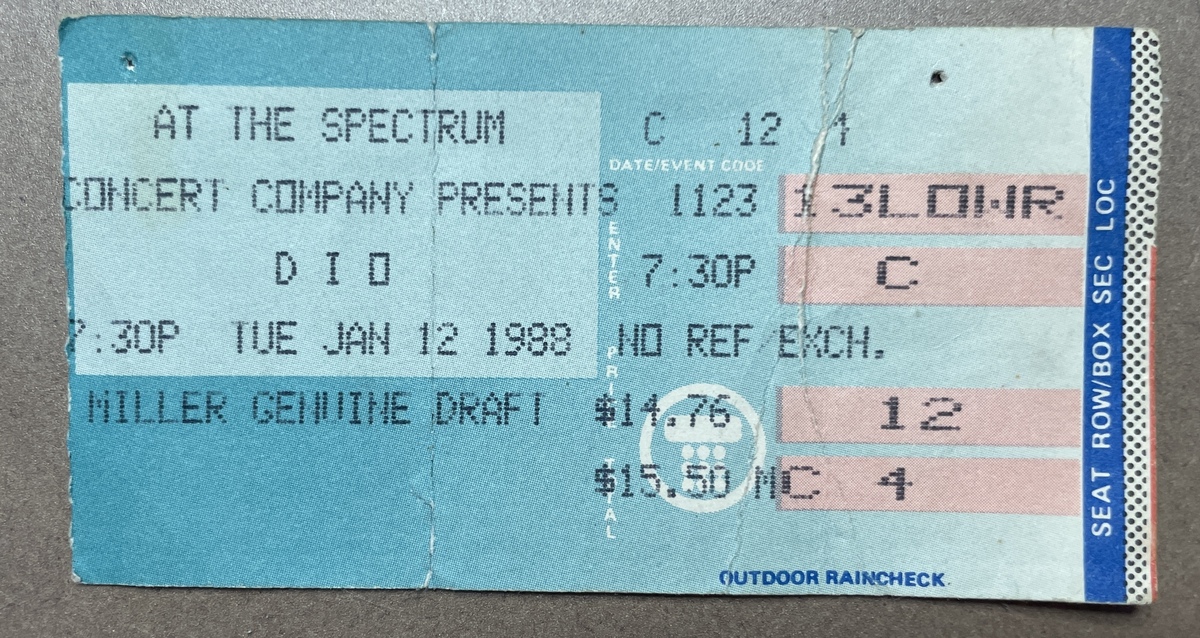 AT THE SPECTRUM C 12 4
DATE/EVENT CODE
CONCERT COMPANY PRESENTS 1123 13LOWR
D I O ENTER 7:30P C
7:30P TUE JAN 12 1988 NO REF EXCH.
MILLER GENUINE DRAFT PRICE $14.76 12
TOTAL $15.50 MC 4
OUTDOOR RAINCHECK
SEAT ROW/BOX SEC LOC